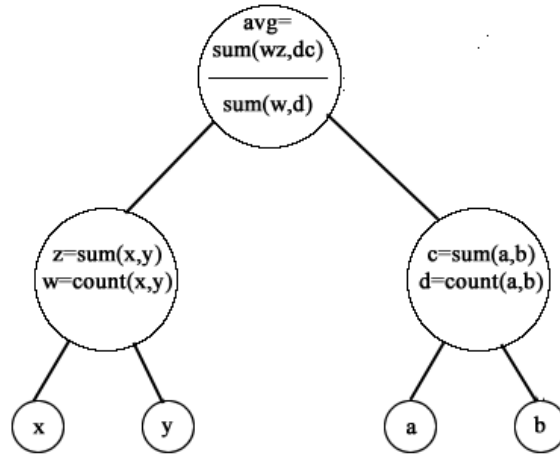 avg=
sum(wz,dc)
sum(w,d)
z=sum(x,y)
w=count(x,y)
c=sum(a,b)
d=count(a,b)
x
y
a
b